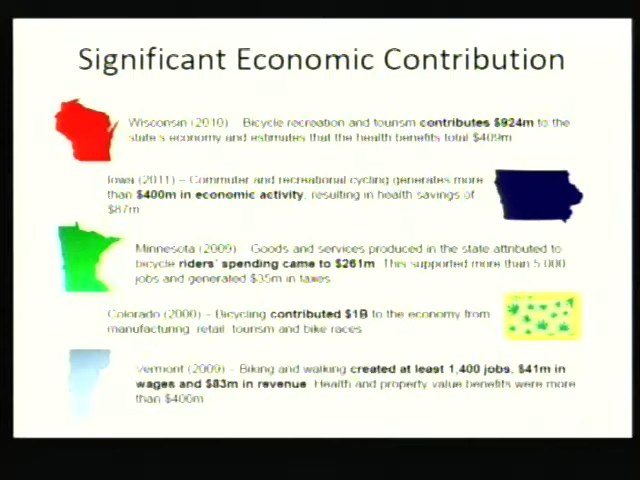 Significant Economic Contribution
Wisconsin (2010) – Bicycle recreation and tourism contributes $924m to the
state's economy and estimates that the health benefits total $409m
Iowa (2011) – Commuter and recreational cycling generates more
than $400m in economic activity, resulting in health savings of
$87m
Minnesota (2009) – Goods and services produced in the state attributed to
bicycle riders' spending came to $261m. This supported more than 5,000
jobs and generated $35m in taxes
Colorado (2000) – Bicycling contributed $1B to the economy from
manufacturing, retail, tourism and bike races
Vermont (2009) – Biking and walking created at least 1,400 jobs, $41m in
wages and $83m in revenue. Health and property value benefits were more
than $400m